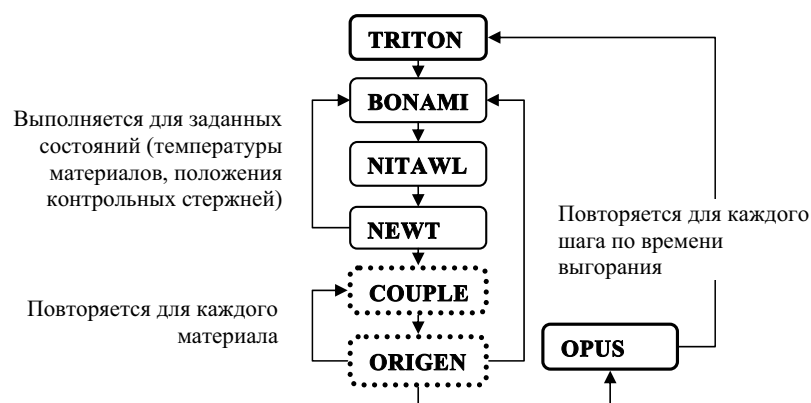 TRITON
BONAMI
Выполняется для заданных
состояний (температуры
материалов, положения
контрольных стержней)
NITAWL
NEWT
Повторяется для каждого
шага по времени
выгорания
COUPLE
Повторяется для каждого
материала
ORIGEN
OPUS